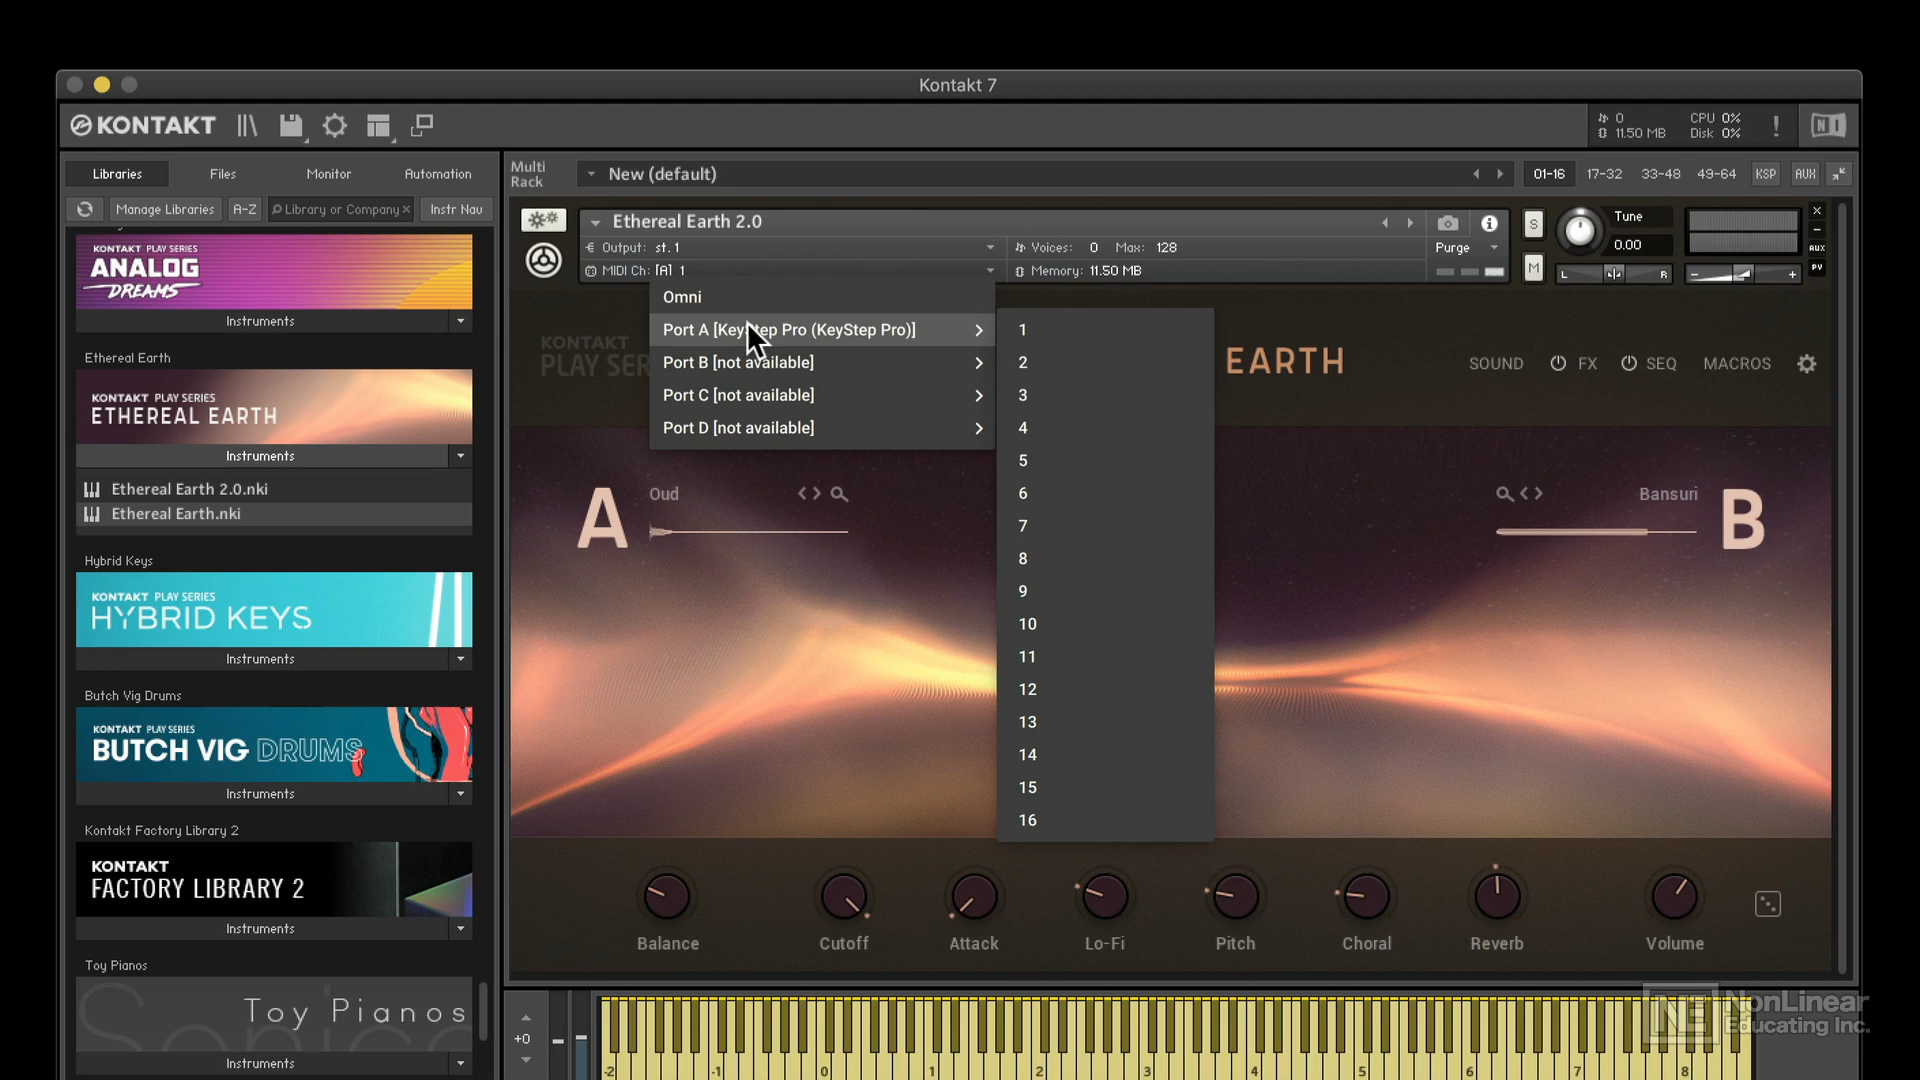 Kontakt 7
KONTAKT
0
11.50 MB
CPU 0%
Disk 0%
!
NI
Libraries
Files
Monitor
Automation
Manage Libraries
A-Z
Library or Company
Instr Nav
KONTAKT PLAY SERIES
ANALOG
DREAMS
Instruments
Ethereal Earth
KONTAKT PLAY SERIES
ETHEREAL EARTH
Instruments
Ethereal Earth 2.0.nki
Ethereal Earth.nki
Hybrid Keys
KONTAKT PLAY SERIES
HYBRID KEYS
Instruments
Butch Vig Drums
KONTAKT PLAY SERIES
BUTCH VIG DRUMS
Instruments
Kontakt Factory Library 2
KONTAKT
FACTORY LIBRARY 2
Instruments
Toy Pianos
Toy Pianos
Instruments
Multi
Rack
New (default)
01-16
17-32
33-48
49-64
KSP
AUX
Ethereal Earth 2.0
Output: st.1
Voices: 0 Max: 128
Purge
MIDI Ch: [A] 1
Memory: 11.50 MB
S
M
Tune
0.00
L
R
AUX
PV
Omni
Port A [KeyStep Pro (KeyStep Pro)]
Port B [not available]
Port C [not available]
Port D [not available]
1
2
3
4
5
6
7
8
9
10
11
12
13
14
15
16
KONTAKT
PLAY SER
EARTH
SOUND
FX
SEQ
MACROS
A
Oud
Bansuri
B
Balance
Cutoff
Attack
Lo-Fi
Pitch
Choral
Reverb
Volume
+0
-2
-1
0
1
2
3
4
5
6
7
8
NE
NonLinear
Educating Inc.